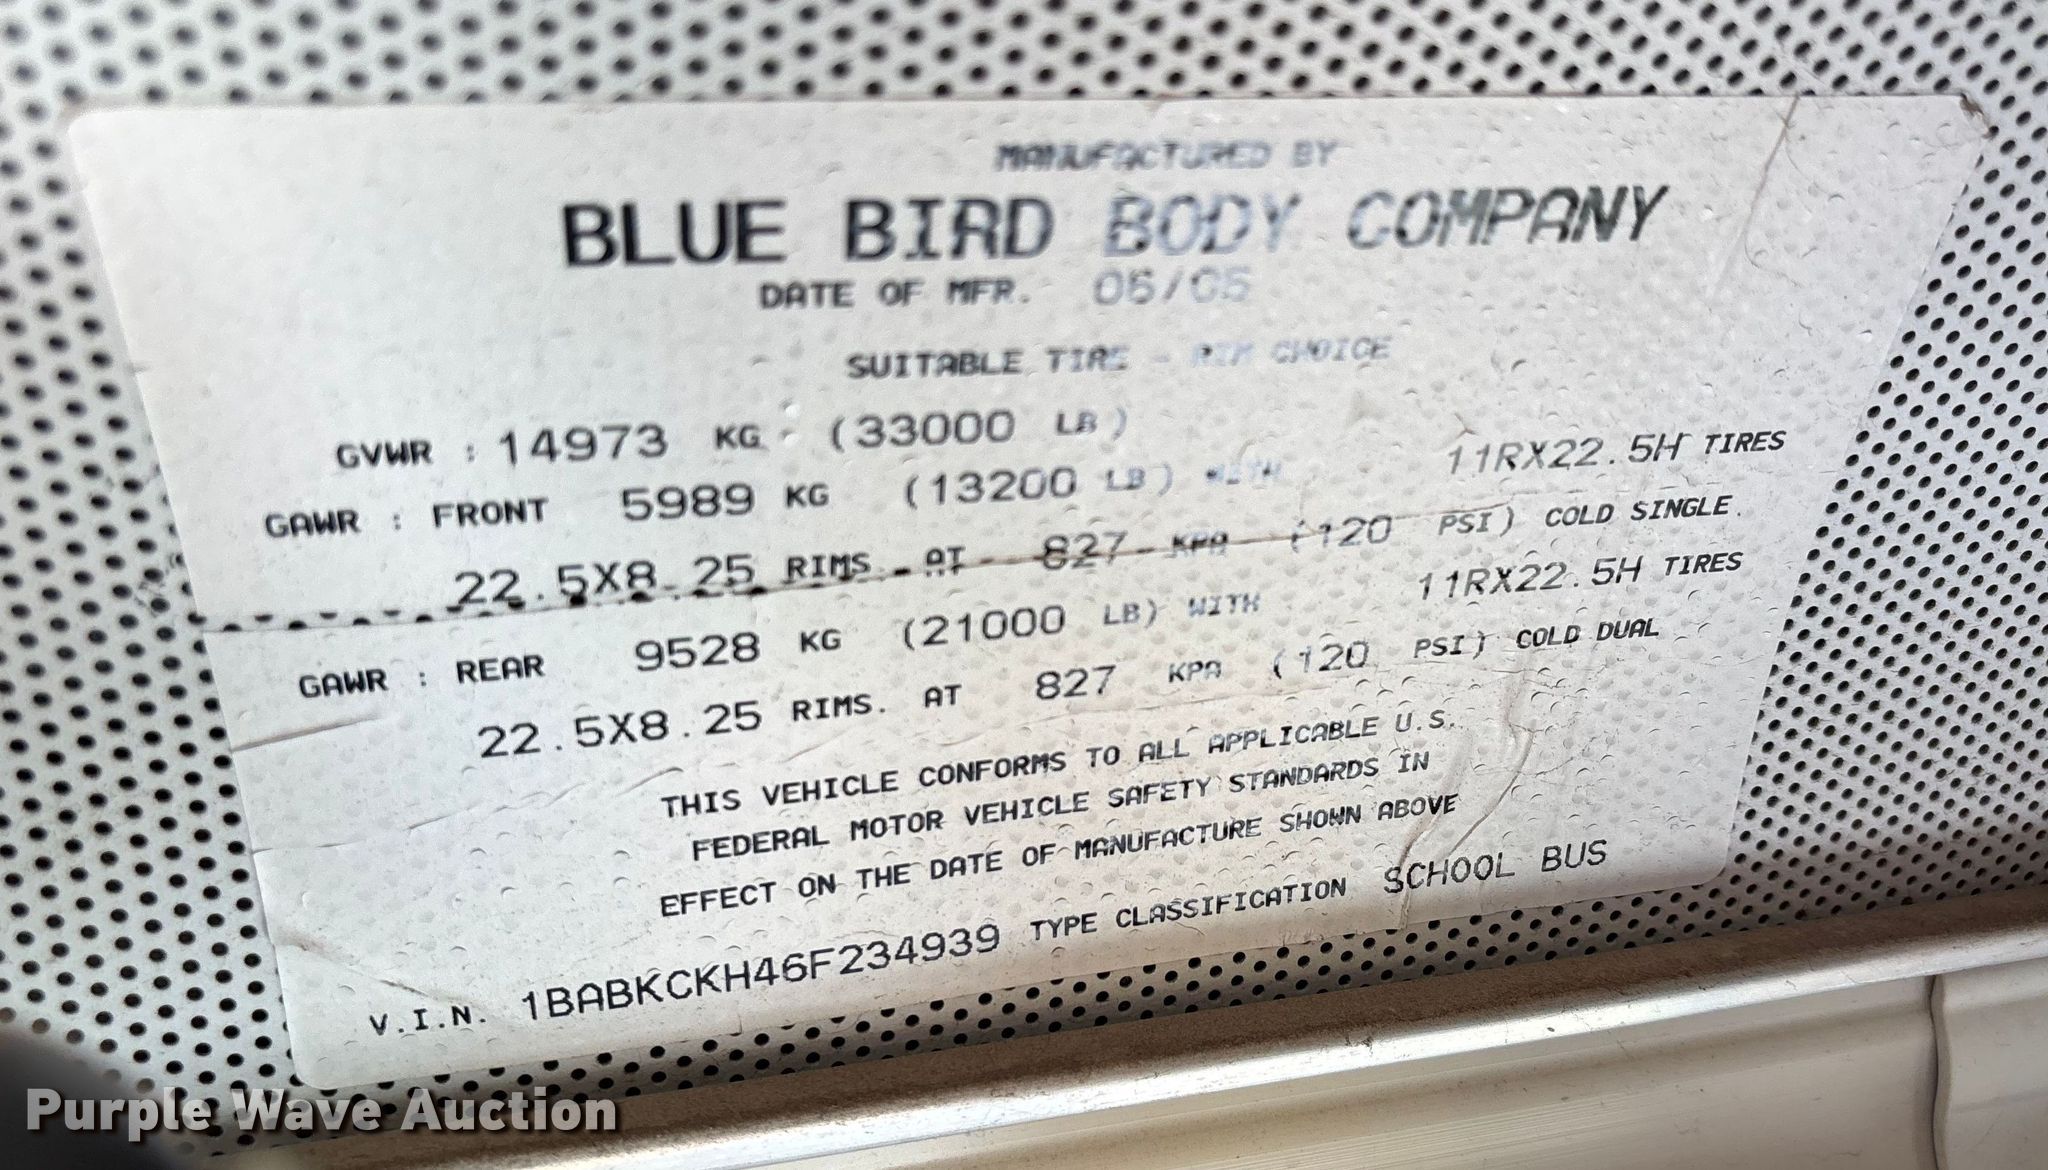 MANUFACTURED BY
BLUE BIRD BODY COMPANY
DATE OF MFR. 06/05
SUITABLE TIRE - RIM CHOICE
GVWR : 14973 KG (33000 LB)
GAWR : FRONT 5989 KG (13200 LB) WITH 11RX22.5H TIRES
22.5X8.25 RIMS AT 827 KPA (120 PSI) COLD SINGLE
GAWR : REAR 9528 KG (21000 LB) WITH 11RX22.5H TIRES
22.5X8.25 RIMS. AT 827 KPA (120 PSI) COLD DUAL
THIS VEHICLE CONFORMS TO ALL APPLICABLE U.S.
FEDERAL MOTOR VEHICLE SAFETY STANDARDS IN
EFFECT ON THE DATE OF MANUFACTURE SHOWN ABOVE
V.I.N. 1BABKCKH46F234939 TYPE CLASSIFICATION SCHOOL BUS
Purple Wave Auction